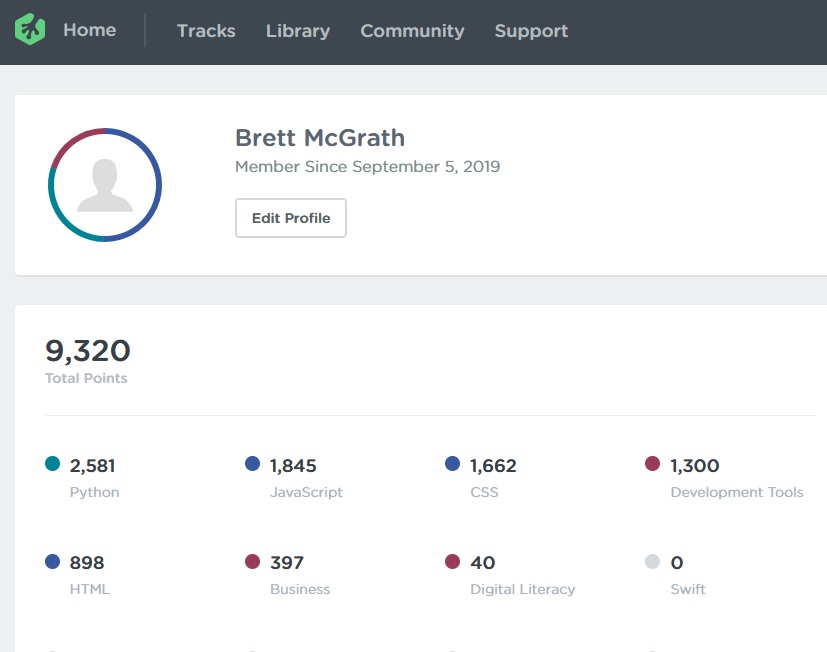 Home Tracks Library Community Support
Brett McGrath
Member Since September 5, 2019
Edit Profile
9,320
Total Points
2,581 1,845 1,662 1,300
Python JavaScript CSS Development Tools
898 397 40 0
HTML Business Digital Literacy Swift